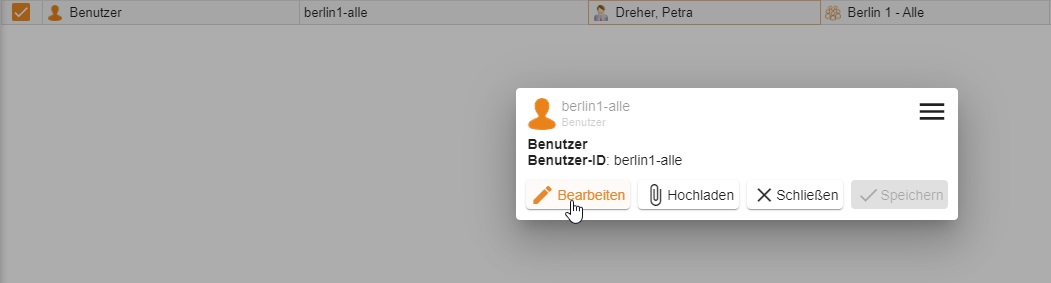 Benutzer berlin1-alle Dreher, Petra Berlin 1 - Alle
berlin1-alle
Benutzer
Benutzer
Benutzer-ID: berlin1-alle
Bearbeiten Hochladen Schließen Speichern